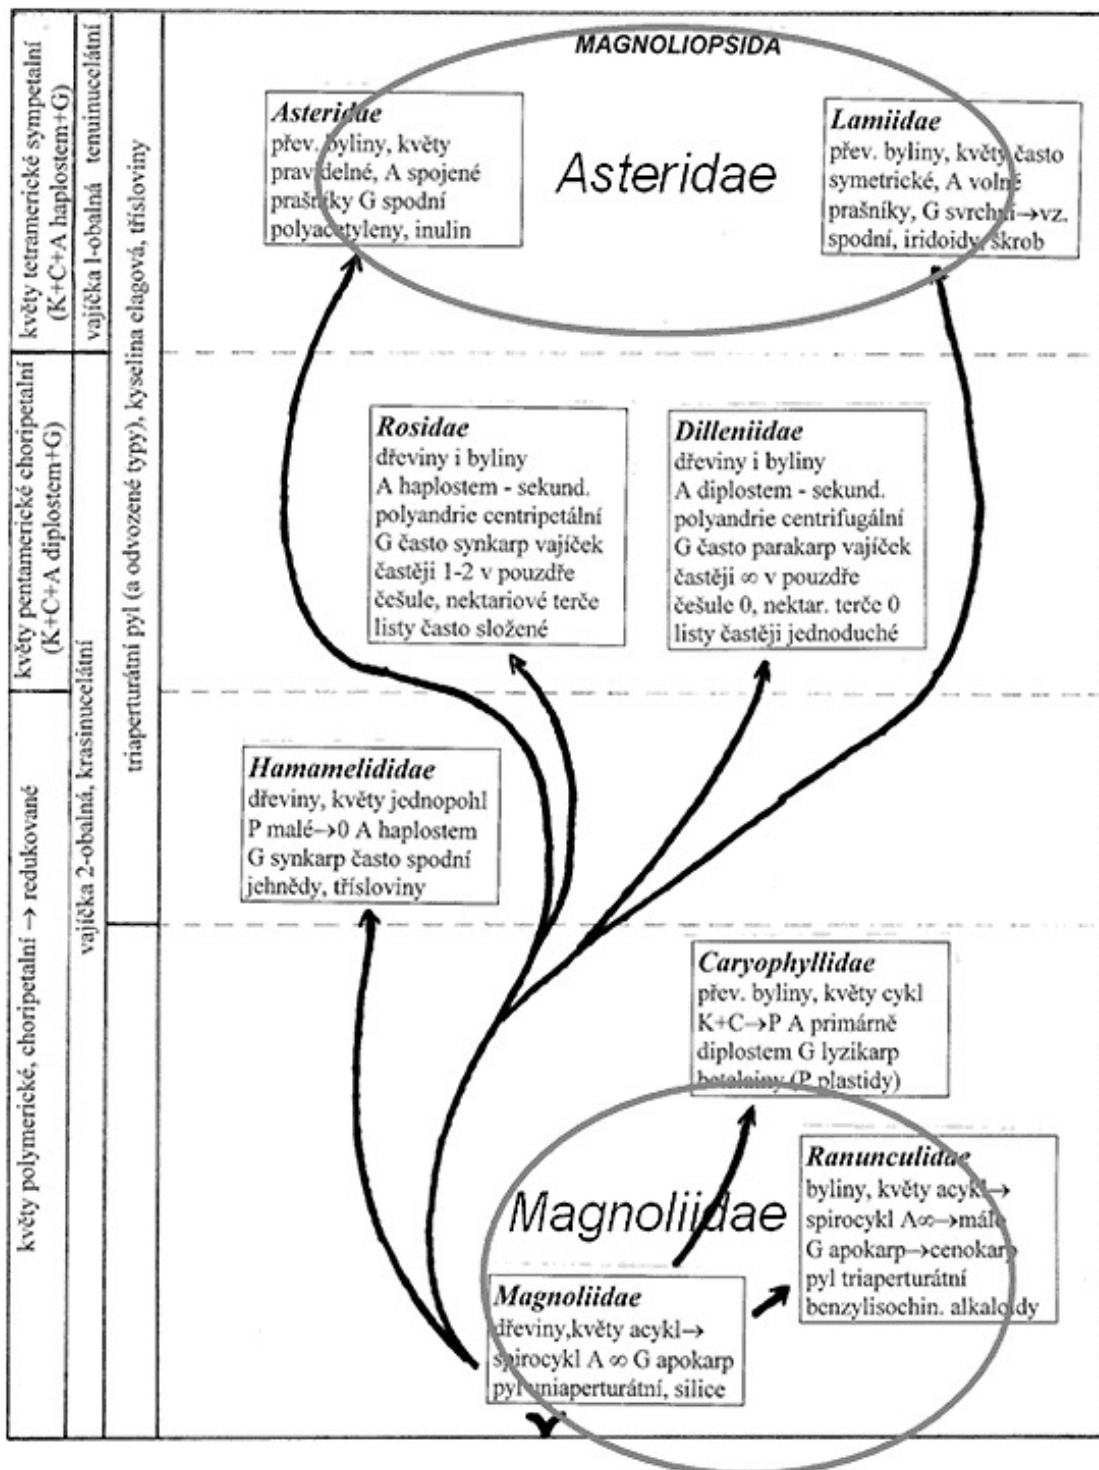 MAGNOLIOPSIDA
Asteridae
Asteridae
přev. byliny, květy
pravidelné, A spojené
prašníky G spodní
polyacetyleny, inulin
Lamiidae
přev. byliny, květy často
symetrické, A volné
prašníky, G svrchní→vz.
spodní, iridoidy, škrob
Rosidae
dřeviny i byliny
A haplostem - sekund.
polyandrie centripetální
G často synkarp vajíček
častěji 1-2 v pouzdře
češule, nektariové terče
listy často složené
Dilleniidae
dřeviny i byliny
A diplostem - sekund.
polyandrie centrifugální
G často parakarp vajíček
častěji ∞ v pouzdře
češule 0, nektar. terče 0
listy častěji jednoduché
Hamamelididae
dřeviny, květy jednopohl
P malé→0 A haplostem
G synkarp často spodní
jehnědy, třísloviny
Caryophyllidae
přev. byliny, květy cykl
K+C→P A primárně
diplostem G lyzikarp
betalainy (P plastidy)
Magnoliidae
Ranunculidae
byliny, květy acykl→
spirocykl A∞→málo
G apokarp→cenokarp
pyl triaperturátní
benzylisochin. alkaloidy
Magnoliidae
dřeviny,květy acykl→
spirocykl A ∞ G apokarp
pyl uniaperturátní, silice
květy tetramerické sympetalní
(K+C+A haplostem+G)
vajíčka 1-obalná tenuinucelátní
květy pentamerické choripetalní
(K+C+A diplostem+G)
květy polymerické, choripetalní → redukované
vajíčka 2-obalná, krasinucelátní
triaperturátní pyl (a odvozené typy), kyselina elagová, třísloviny